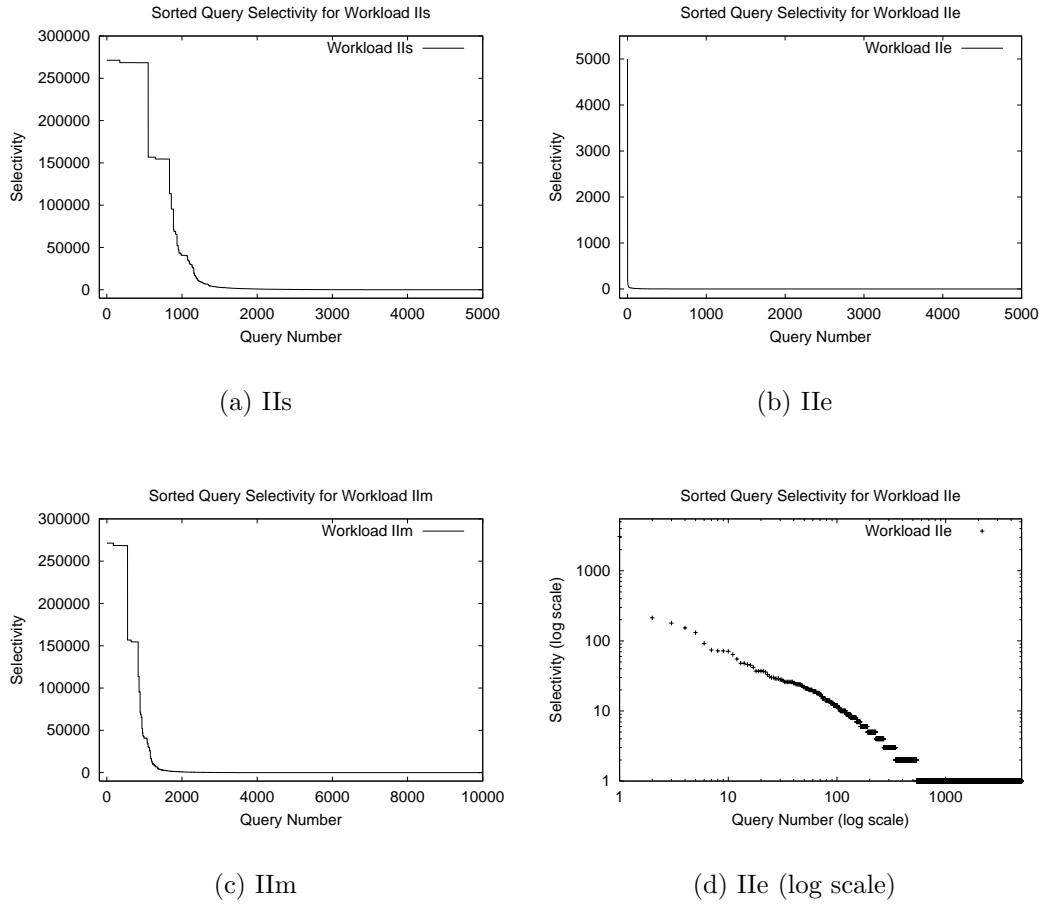 Sorted Query Selectivity for Workload IIs
300000
250000
200000
150000
100000
50000
0
Selectivity
Workload IIs
0 1000 2000 3000 4000 5000
Query Number
(a) IIs
Sorted Query Selectivity for Workload IIe
5000
4000
3000
2000
1000
0
Selectivity
Workload IIe
0 1000 2000 3000 4000 5000
Query Number
(b) IIe
Sorted Query Selectivity for Workload IIm
300000
250000
200000
150000
100000
50000
0
Selectivity
Workload IIm
0 2000 4000 6000 8000 10000
Query Number
(c) IIm
Sorted Query Selectivity for Workload IIe
1000
100
10
1
Selectivity (log scale)
Workload IIe
1 10 100 1000
Query Number (log scale)
(d) IIe (log scale)